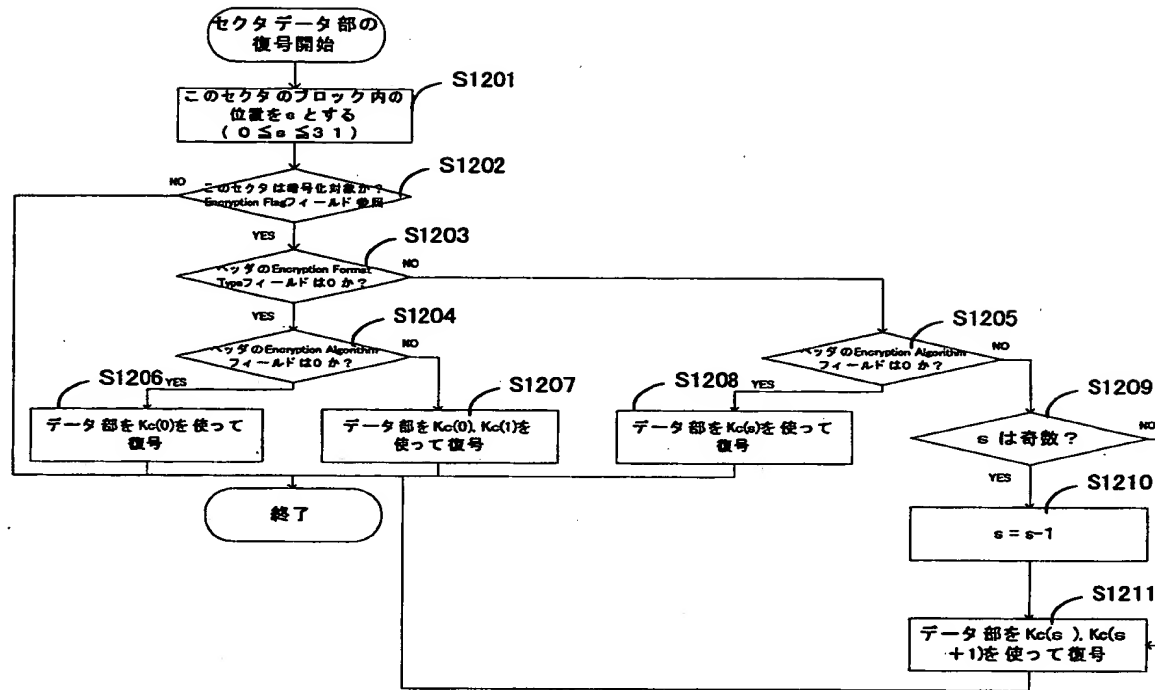 セクタデータ部の
復号開始
S1201
このセクタのブロック内の
位置をsとする
(0≦s≦31)
S1202
NO
このセクタは暗号化対象か?
Encryption Flagフィールド参照
YES
S1203
NO
ヘッダのEncryption Format
Typeフィールドは0か?
YES
S1204
NO
ヘッダのEncryption Algorithm
フィールドは0か?
S1205
NO
ヘッダのEncryption Algorithm
フィールドは0か?
S1206
YES
データ部をKc(0)を使って
復号
S1207
データ部をKc(0), Kc(1)を
使って復号
S1208
YES
データ部をKc(s)を使って
復号
S1209
NO
sは奇数?
YES
S1210
s = s-1
終了
S1211
データ部をKc(s ), Kc(s
+1)を使って復号